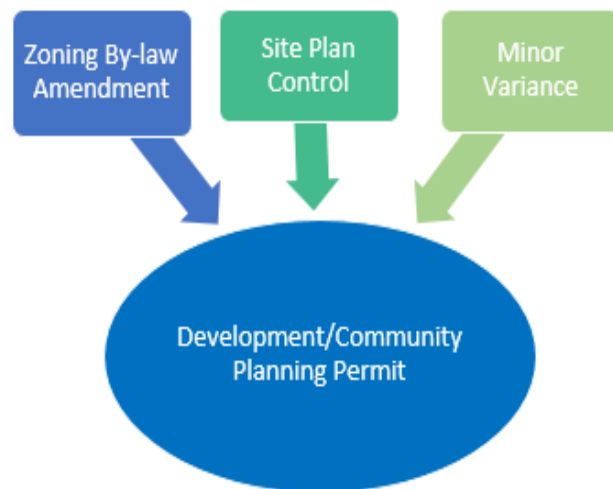 Zoning By-law
Amendment
Site Plan
Control
Minor
Variance
Development/Community
Planning Permit